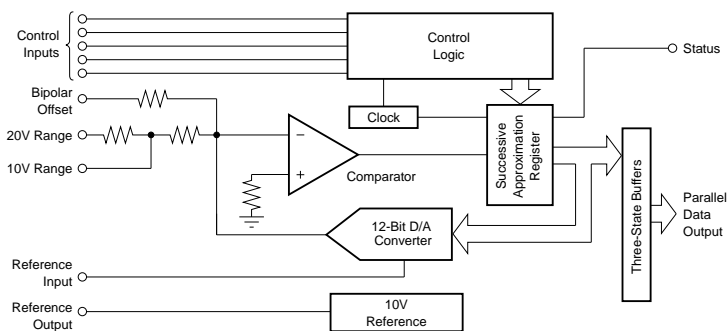 Control
Inputs
Control
Logic
Status
Bipolar
Offset
Clock
20V Range
10V Range
–
+
Comparator
Successive
Approximation
Register
Three-State Buffers
Parallel
Data
Output
12-Bit D/A
Converter
Reference
Input
Reference
Output
10V
Reference